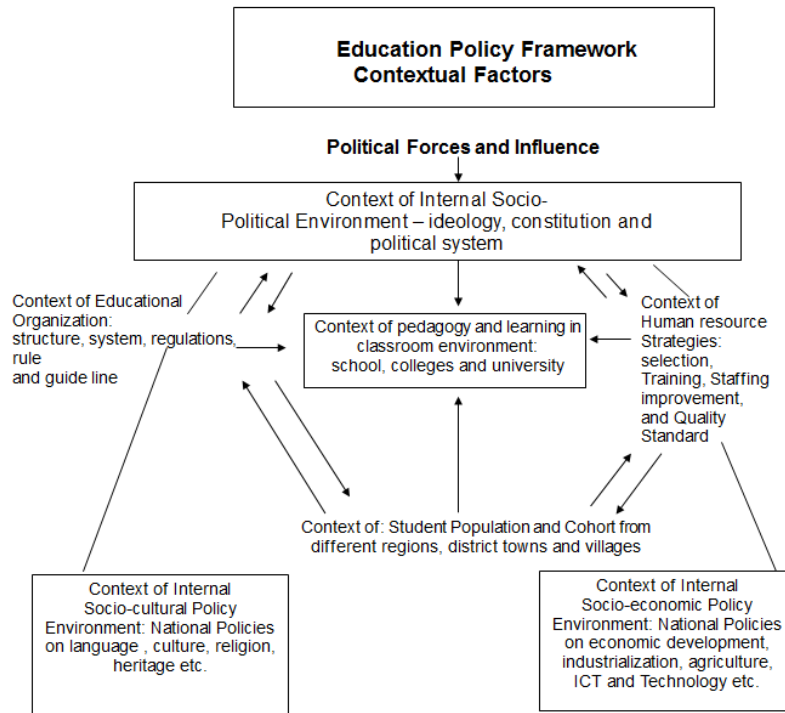 Education Policy Framework
Contextual Factors
Political Forces and Influence
Context of Internal Socio-
Political Environment – ideology, constitution and
political system
Context of Educational
Organization:
structure, system, regulations,
rule
and guide line
Context of pedagogy and learning in
classroom environment:
school, colleges and university
Context of
Human resource
Strategies:
selection,
Training, Staffing
improvement,
and Quality
Standard
Context of: Student Population and Cohort from
different regions, district towns and villages
Context of Internal
Socio-cultural Policy
Environment: National Policies
on language , culture, religion,
heritage etc.
Context of Internal
Socio-economic Policy
Environment: National Policies
on economic development,
industrialization, agriculture,
ICT and Technology etc.